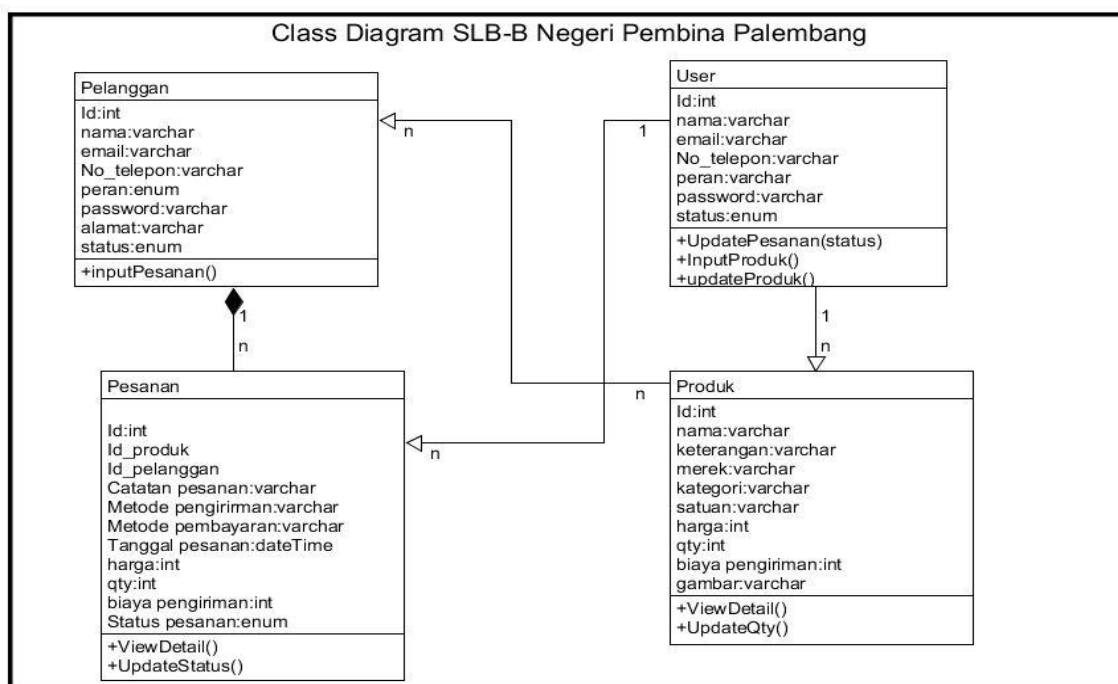 Class Diagram SLB-B Negeri Pembina Palembang
Pelanggan
Id:int
nama:varchar
email:varchar
No_telepon:varchar
peran:enum
password:varchar
alamat:varchar
status:enum
+inputPesanan()
User
Id:int
nama:varchar
email:varchar
No_telepon:varchar
peran:varchar
password:varchar
status:enum
+UpdatePesanan(status)
+InputProduk()
+updateProduk()
n
1
1
n
1
n
n
n
Pesanan
Id:int
Id_produk
Id_pelanggan
Catatan pesanan:varchar
Metode pengirirman:varchar
Metode pembayaran:varchar
Tanggal pesanan:dateTime
harga:int
qty:int
biaya pengiriman:int
Status pesanan:enum
+ViewDetail()
+UpdateStatus()
Produk
Id:int
nama:varchar
keterangan:varchar
merek:varchar
kategori:varchar
satuan:varchar
harga:int
qty:int
biaya pengiriman:int
gambar:varchar
+ViewDetail()
+UpdateQty()